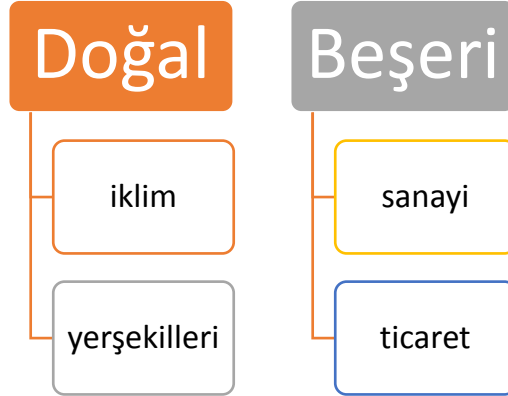 Doğal
iklim
yerşekilleri
Beşeri
sanayi
ticaret